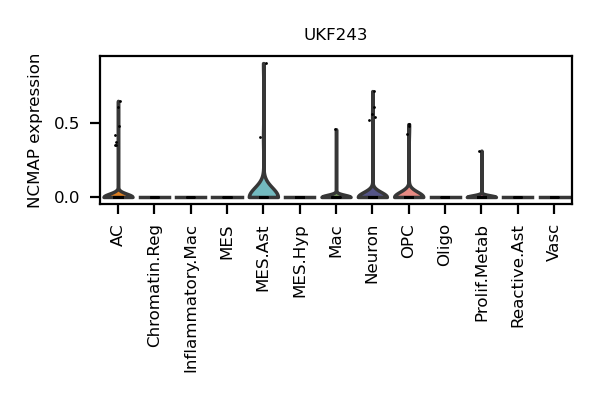 UKF243
NCMAP expression
0.5
0.0
AC
Chromatin.Reg
Inflammatory.Mac
MES
MES.Ast
MES.Hyp
Mac
Neuron
OPC
Oligo
Prolif.Metab
Reactive.Ast
Vasc